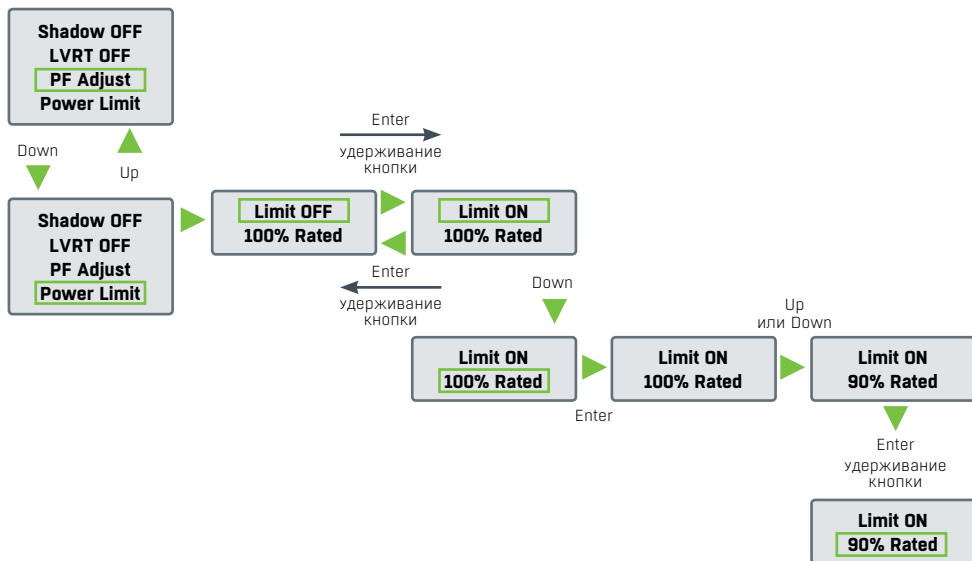 Shadow OFF
LVRT OFF
PF Adjust
Power Limit
Down
Up
Enter
удерживание
кнопки
Shadow OFF
LVRT OFF
PF Adjust
Power Limit
Limit OFF
100% Rated
Limit ON
100% Rated
Enter
удерживание
кнопки
Down
Up
или Down
Limit ON
100% Rated
Enter
Limit ON
100% Rated
Limit ON
90% Rated
Enter
удерживание
кнопки
Limit ON
90% Rated